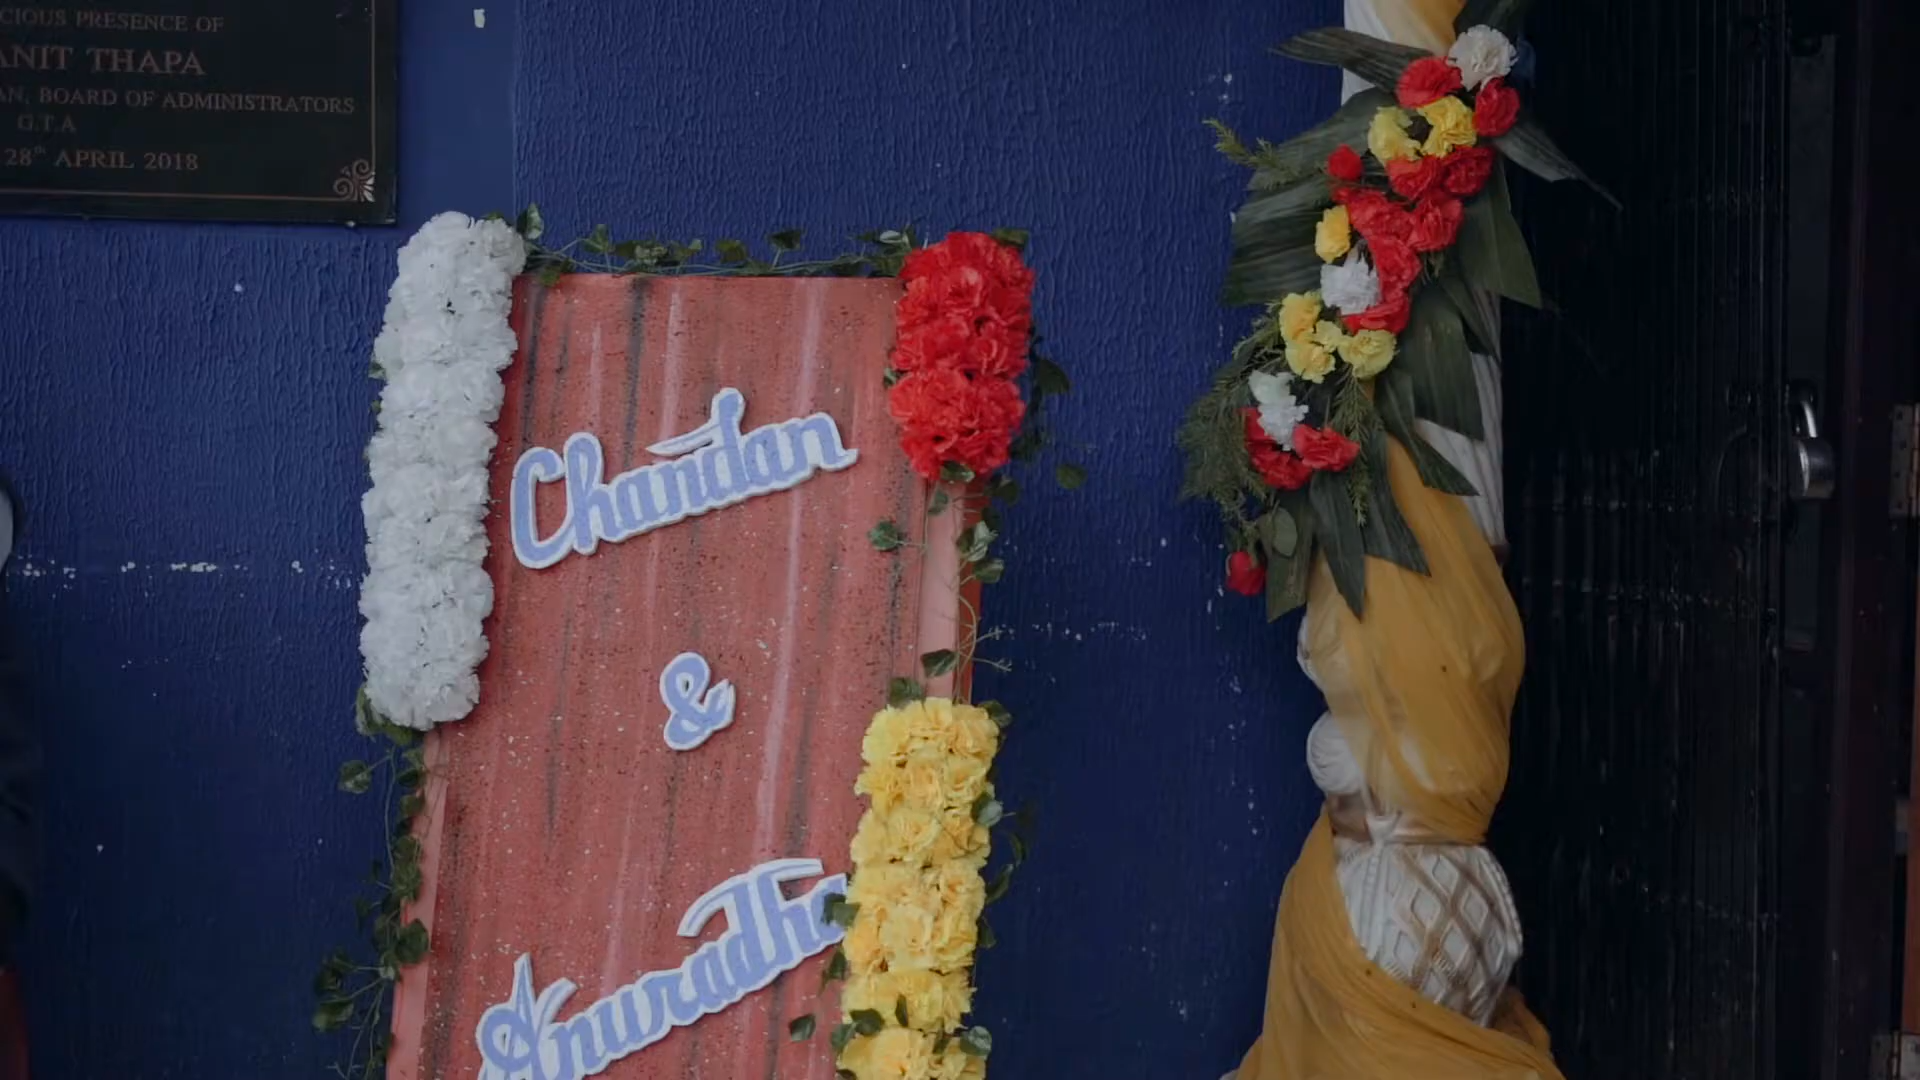 CIOUS PRESENCE OF
ANIT THAPA
AN, BOARD OF ADMINISTRATORS
G.T.A
28th APRIL 2018
Chandan
&
Anuradha